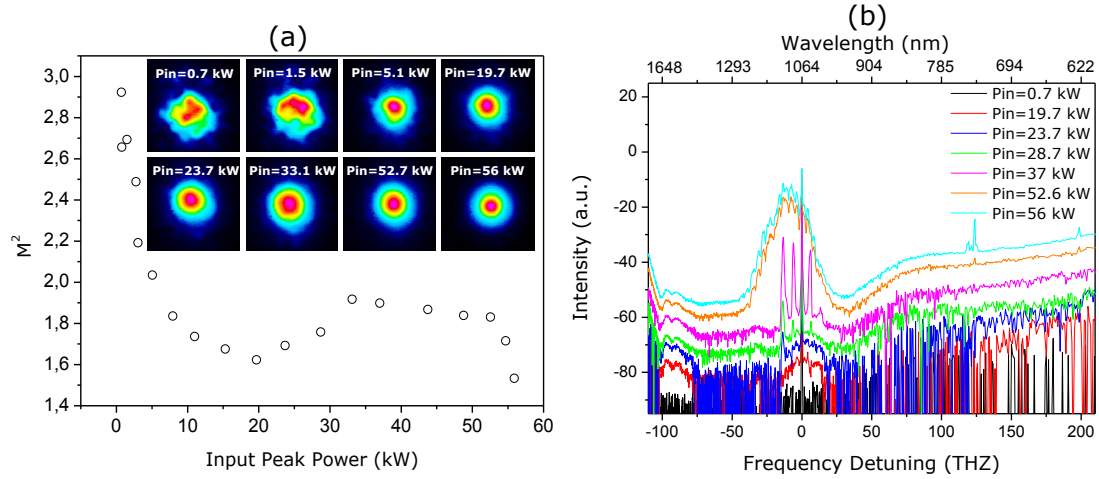 (a)
3,0
2,8
2,6
2,4
2,2
2,0
1,8
1,6
1,4
M²
Pin=0.7 kW Pin=1.5 kW Pin=5.1 kW Pin=19.7 kW
Pin=23.7 kW Pin=33.1 kW Pin=52.7 kW Pin=56 kW
0 10 20 30 40 50 60
Input Peak Power (kW)
(b)
Wavelength (nm)
1648 1293 1064 904 785 694 622
20
0
-20
-40
-60
-80
Intensity (a.u.)
Pin=0.7 kW
Pin=19.7 kW
Pin=23.7 kW
Pin=28.7 kW
Pin=37 kW
Pin=52.6 kW
Pin=56 kW
-100 -50 0 50 100 150 200
Frequency Detuning (THZ)